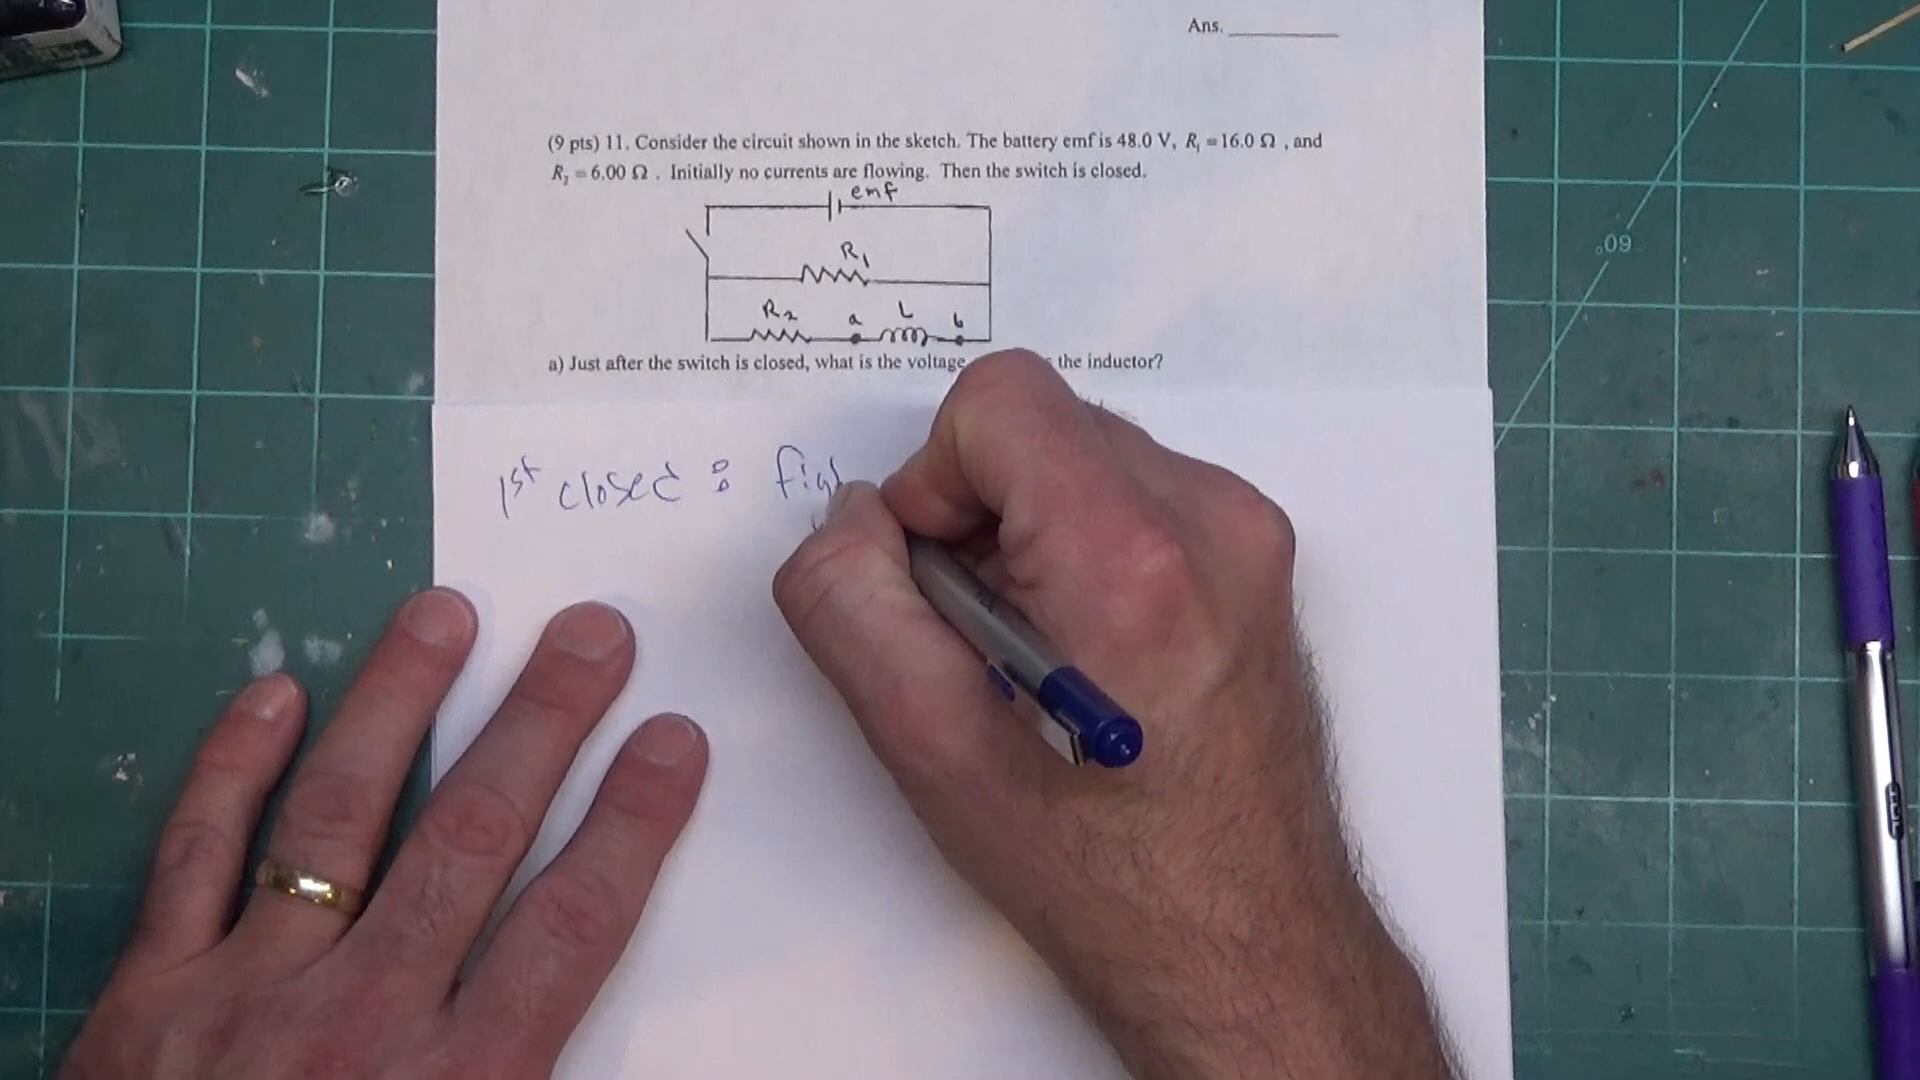 Ans.
(9 pts) 11. Consider the circuit shown in the sketch. The battery emf is 48.0 V, R₁ = 16.0 Ω , and
R₂ = 6.00 Ω . Initially no currents are flowing. Then the switch is closed.
emf
R₁
R₂ a L b
a) Just after the switch is closed, what is the voltage the inductor?
1st closed :
60